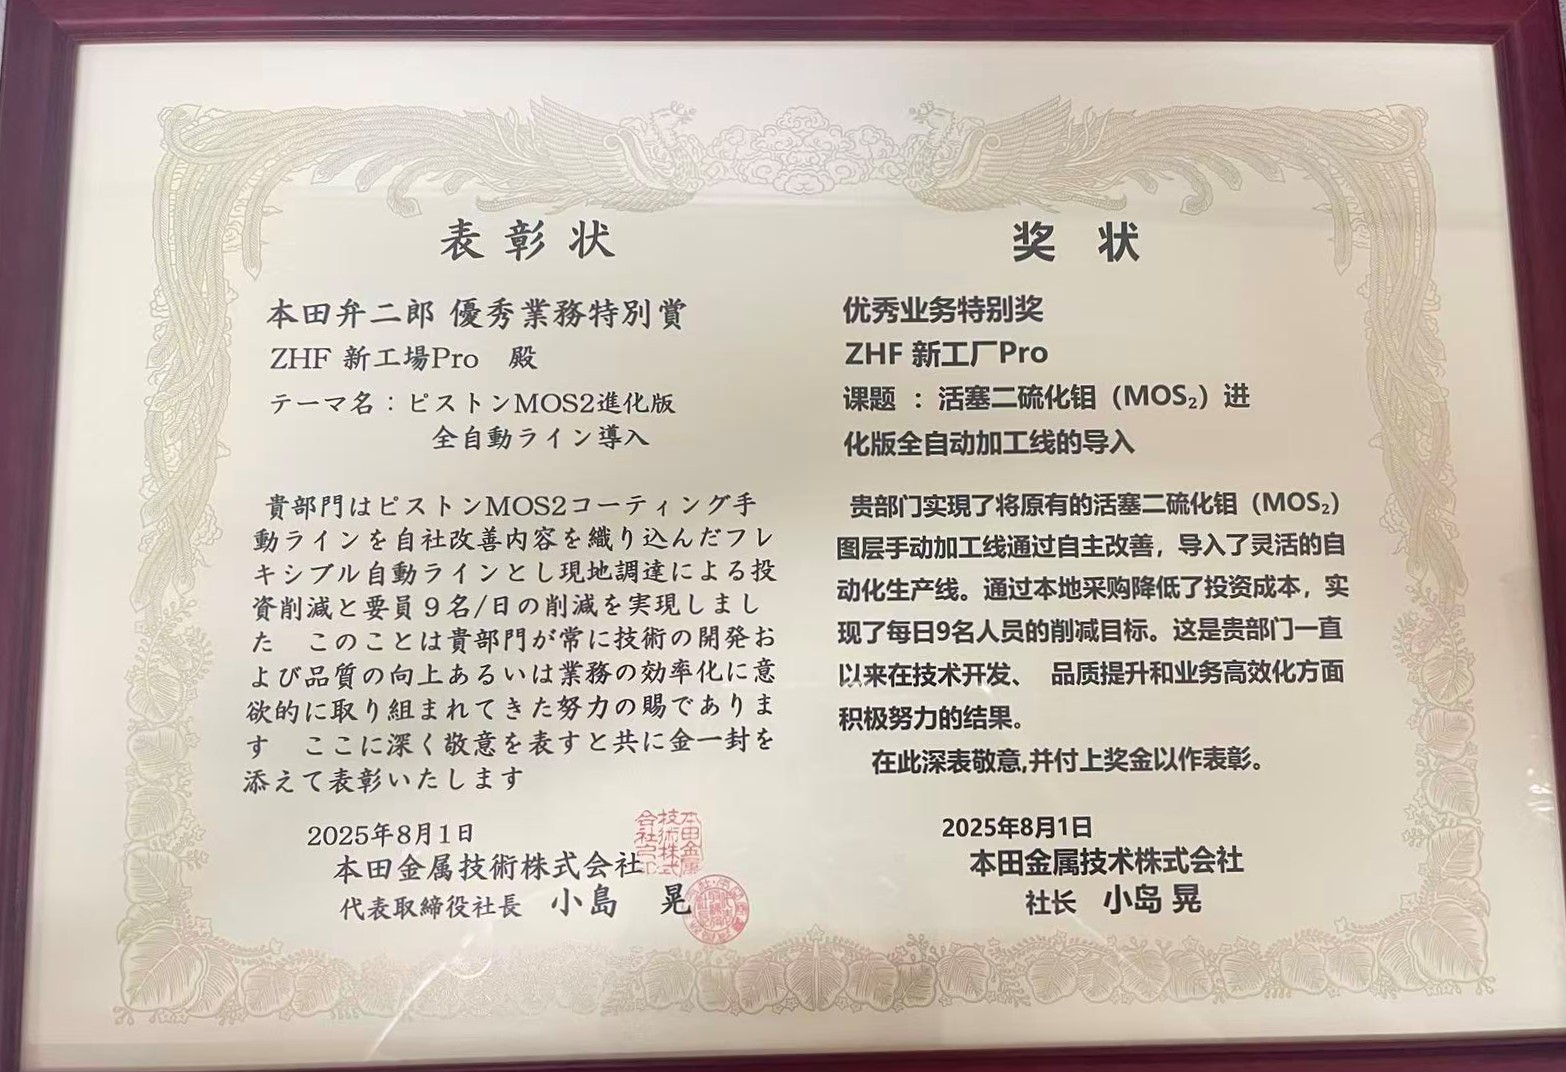 表彰状
本田弁二郎 優秀業務特別賞
ZHF 新工場Pro 殿
テーマ名：ピストンMOS2進化版
全自動ライン導入
貴部門はピストンMOS2コーティング手
動ラインを自社改善内容を織り込んだフレ
キシブル自動ラインとし現地調達による投
資削減と要員９名/日の削減を実現しまし
た　このことは貴部門が常に技術の開発お
よび品質の向上あるいは業務の効率化に意
欲的に取り組まれてきた努力の賜でありま
す　ここに深く敬意を表すと共に金一封を
添えて表彰いたします
2025年8月1日
本田金属技術株式会社
代表取締役社長　小島　晃
本田金属
技術株式
会社之印
奖 状
优秀业务特别奖
ZHF 新工厂Pro
课题 ：活塞二硫化钼（MOS₂）进
化版全自动加工线的导入
贵部门实現了将原有的活塞二硫化钼（MOS₂）
图层手动加工线通过自主改善，导入了灵活的自
动化生产线。通过本地采购降低了投资成本，实
现了每日9名人员的削减目标。这是贵部门一直
以来在技术开发、 品质提升和业务高效化方面
积极努力的结果。
在此深表敬意,并付上奖金以作表彰。
2025年8月1日
本田金属技术株式会社
社长　小岛 晃